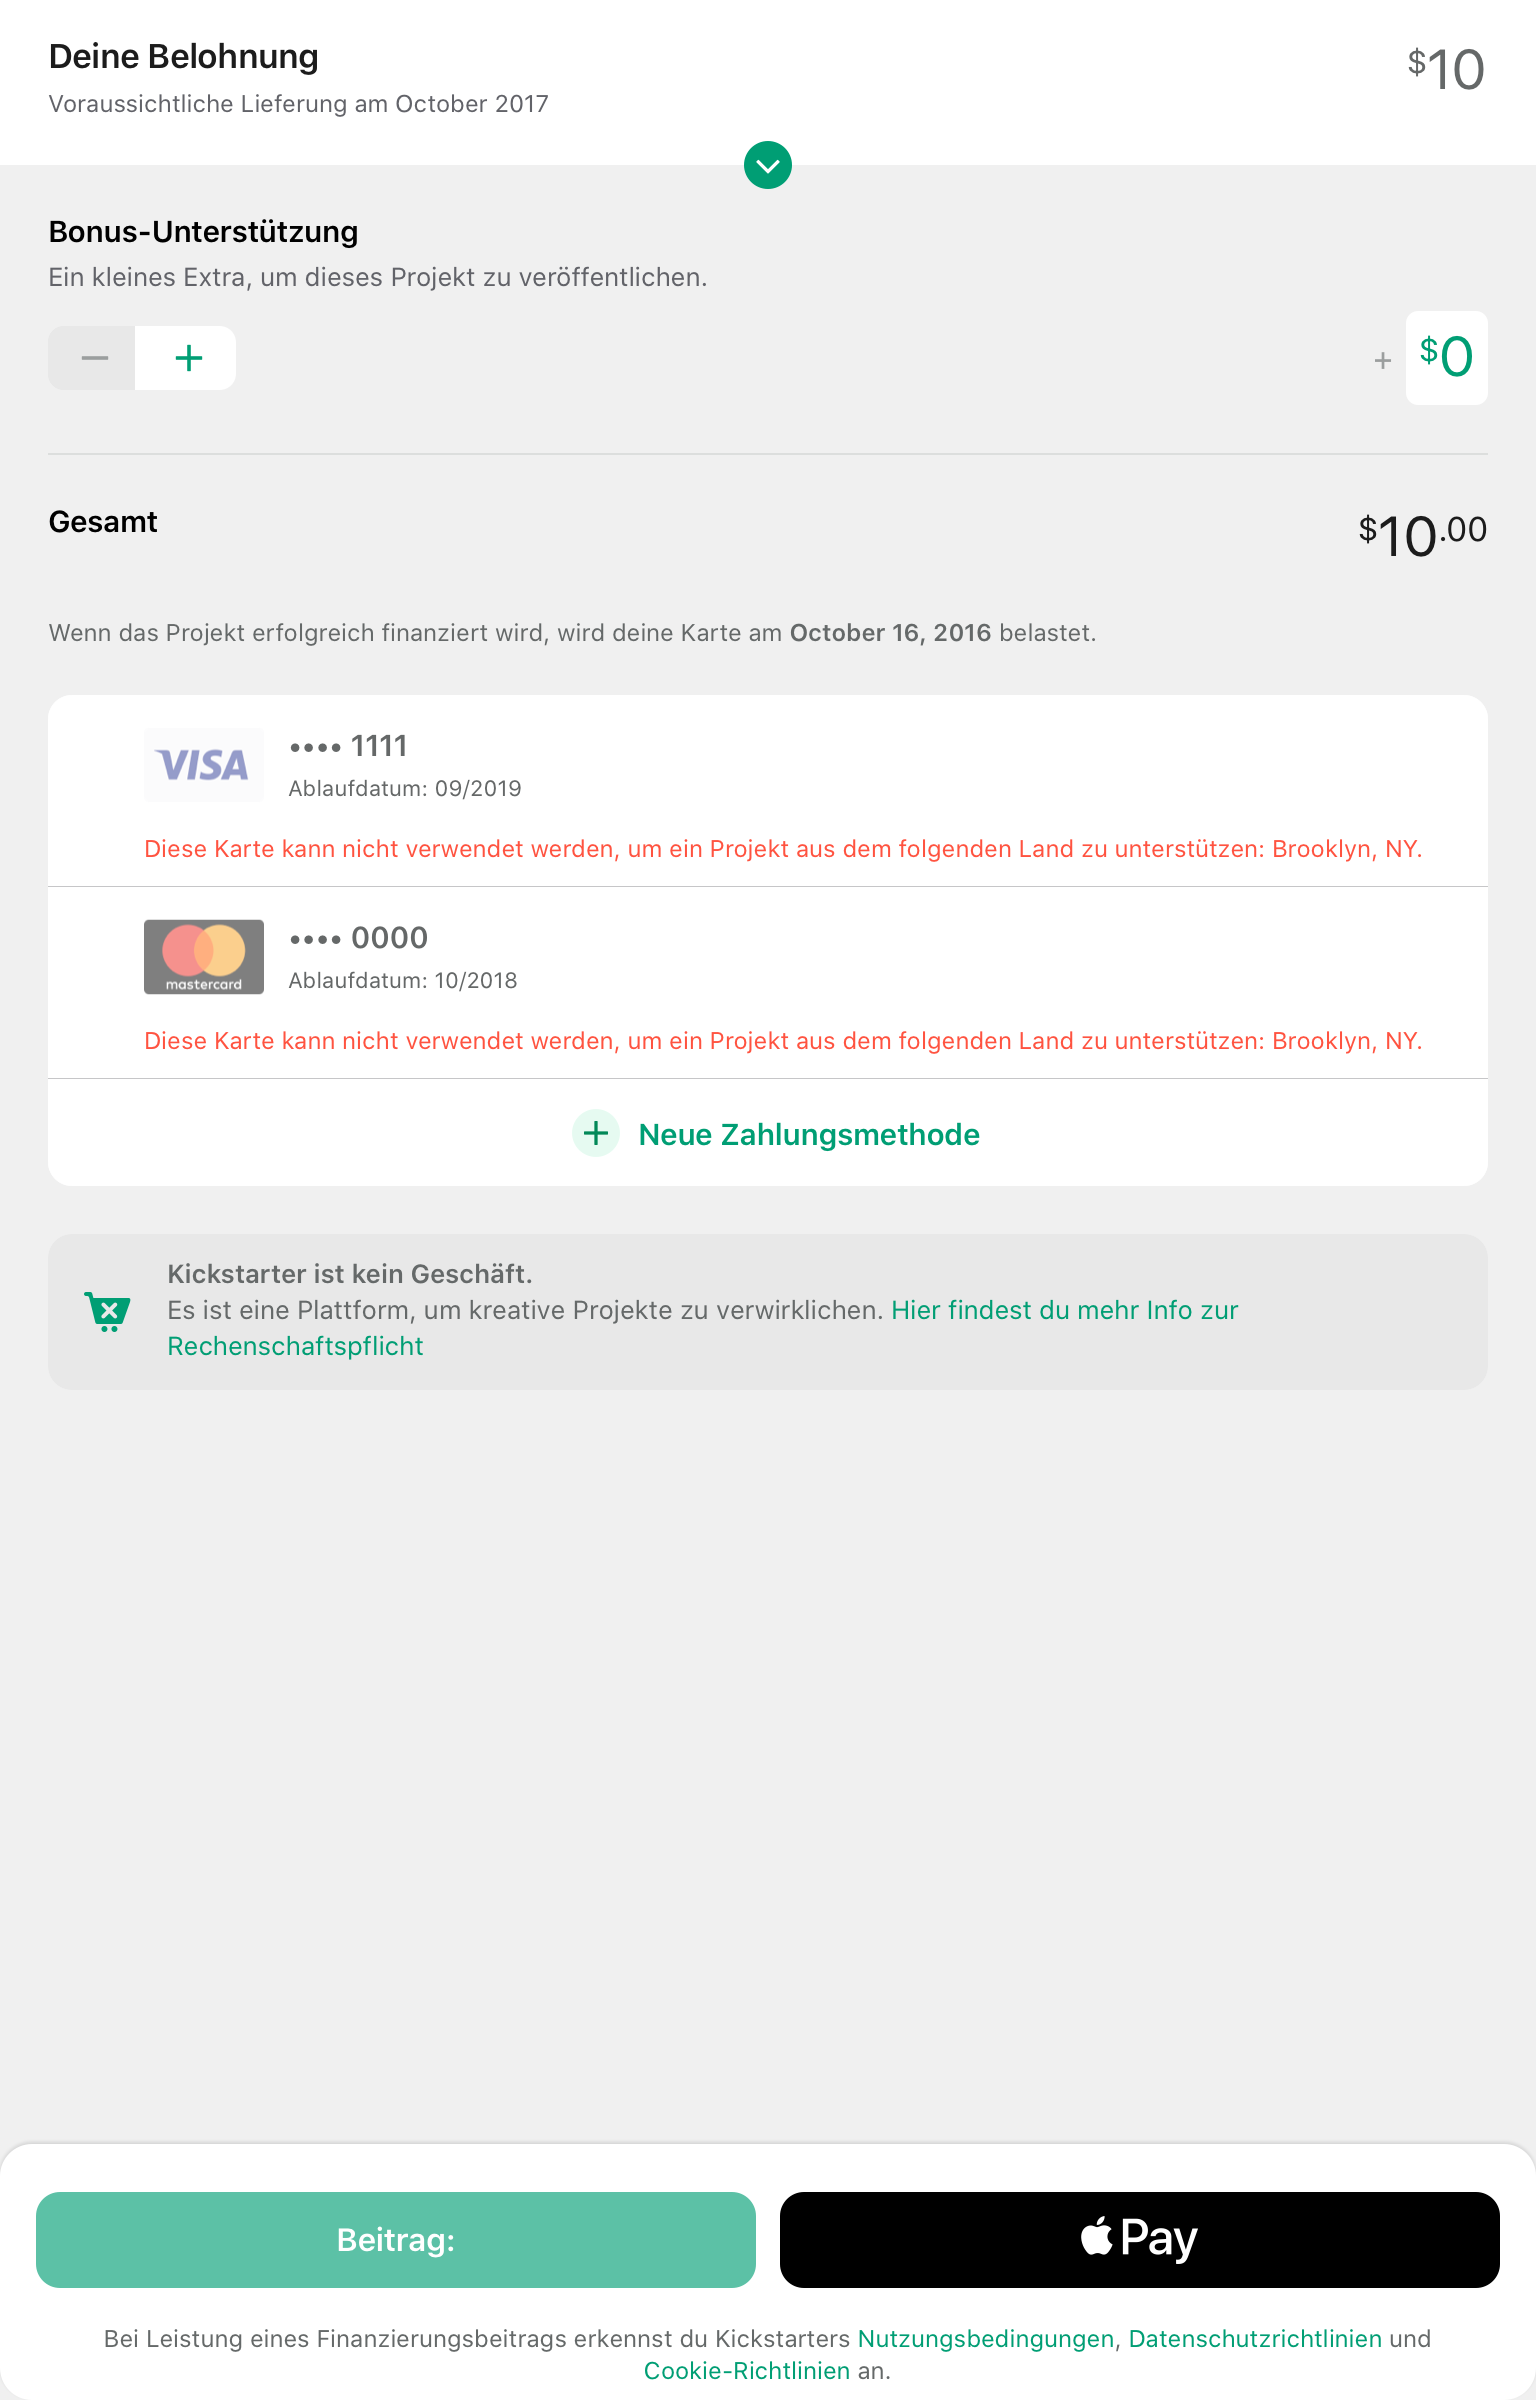 Deine Belohnung
$10
Voraussichtliche Lieferung am October 2017
Bonus-Unterstützung
Ein kleines Extra, um dieses Projekt zu veröffentlichen.
− +
+ $0
Gesamt
$10.00
Wenn das Projekt erfolgreich finanziert wird, wird deine Karte am October 16, 2016 belastet.
VISA
•••• 1111
Ablaufdatum: 09/2019
Diese Karte kann nicht verwendet werden, um ein Projekt aus dem folgenden Land zu unterstützen: Brooklyn, NY.
mastercard
•••• 0000
Ablaufdatum: 10/2018
Diese Karte kann nicht verwendet werden, um ein Projekt aus dem folgenden Land zu unterstützen: Brooklyn, NY.
+ Neue Zahlungsmethode
Kickstarter ist kein Geschäft.
Es ist eine Plattform, um kreative Projekte zu verwirklichen. Hier findest du mehr Info zur
Rechenschaftspflicht
Beitrag:
Pay
Bei Leistung eines Finanzierungsbeitrags erkennst du Kickstarters Nutzungsbedingungen, Datenschutzrichtlinien und
Cookie-Richtlinien an.